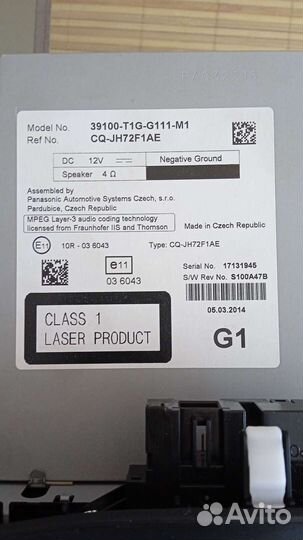 Model No. 39100-T1G-G111-M1
Ref No. CQ-JH72F1AE
DC 12V Negative Ground
Speaker 4 Ω
Assembled by
Panasonic Automotive Systems Czech, s.r.o.
Pardubice, Czech Republic
MPEG Layer-3 audio coding technology
licensed from Fraunhofer IIS and Thomson
Made in Czech Republic
E11 10R - 03 6043 Type: CQ-JH72F1AE
e11
03 6043
Serial No. 17131945
S/W Rev No. S100A47B
05.03.2014
CLASS 1
LASER PRODUCT
G1
Avito